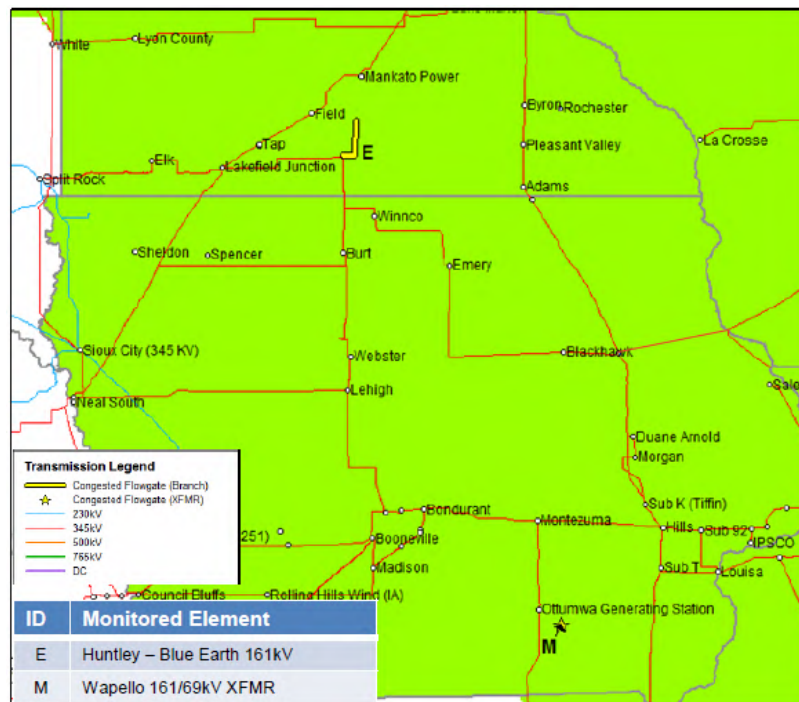 White
Lyon County
Mankato Power
Field
Byron
Rochester
Tap
E
Pleasant Valley
La Crosse
Elk
Lakefield Junction
Split Rock
Adams
Winnco
Sheldon
Spencer
Burt
Emery
Sioux City (345 KV)
Webster
Blackhawk
Lehigh
Neal South
Duane Arnold
Morgan
Transmission Legend
Congested Flowgate (Branch)
Congested Flowgate (XFMR)
230kV
345kV
500kV
765kV
DC
Sub K (Tiffin)
Bondurant
Montezuma
Hills
Sub 92
251)
Booneville
IPSCO
Madison
Sub T
Louisa
Council Bluffs
Rollina Hills Wind (IA)
Ottumwa Generating Station
M
ID Monitored Element
E Huntley – Blue Earth 161kV
M Wapello 161/69kV XFMR